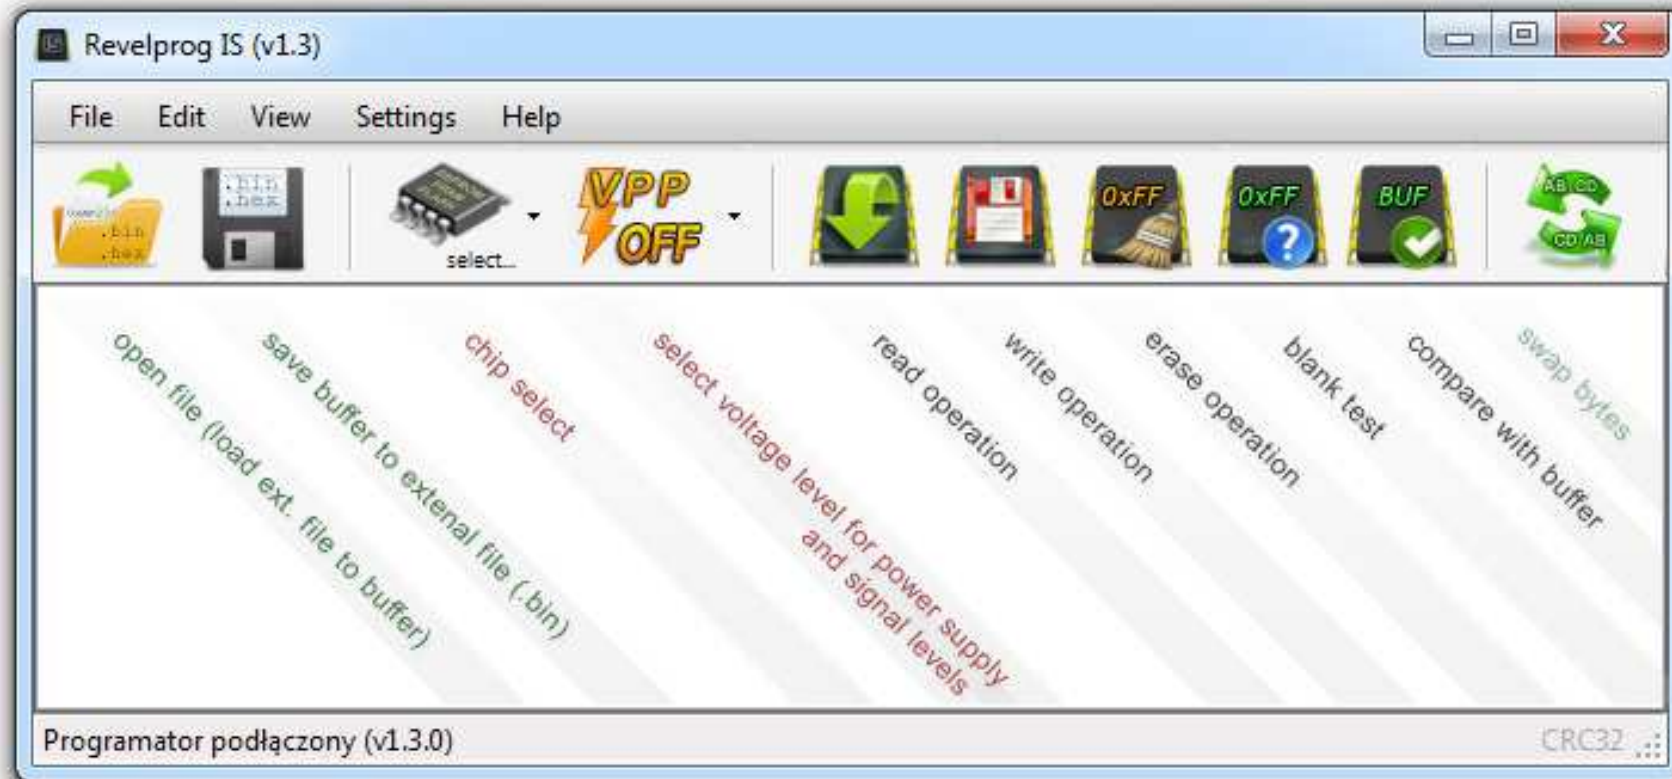 Revelprog IS (v1.3)
File Edit View Settings Help
.bin
.hex
.bin
.hex
select...
VPP
OFF
0xFF
0xFF
BUF
AB CD
CD AB
open file (load ext. file to buffer)
save buffer to extenal file (.bin)
chip select
select voltage level for power supply
and signal levels
read operation
write operation
erase operation
blank test
compare with buffer
swap bytes
Programator podłączony (v1.3.0)
CRC32